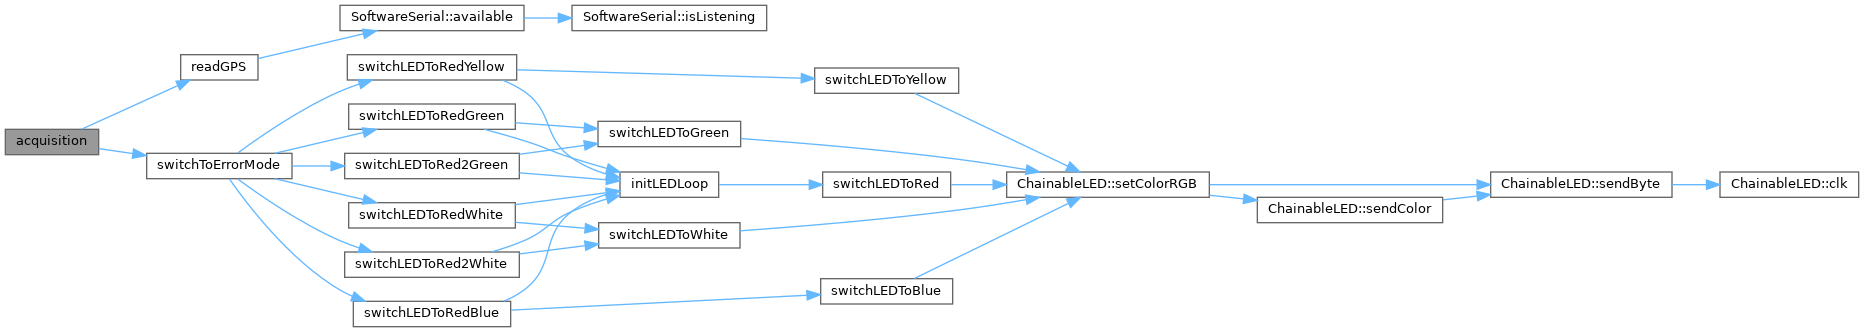 SoftwareSerial::available
SoftwareSerial::isListening
readGPS
switchLEDToRedYellow
switchLEDToYellow
switchLEDToRedGreen
switchLEDToGreen
acquisition
switchToErrorMode
switchLEDToRed2Green
initLEDLoop
switchLEDToRed
ChainableLED::setColorRGB
ChainableLED::sendByte
ChainableLED::clk
switchLEDToRedWhite
ChainableLED::sendColor
switchLEDToWhite
switchLEDToRed2White
switchLEDToBlue
switchLEDToRedBlue